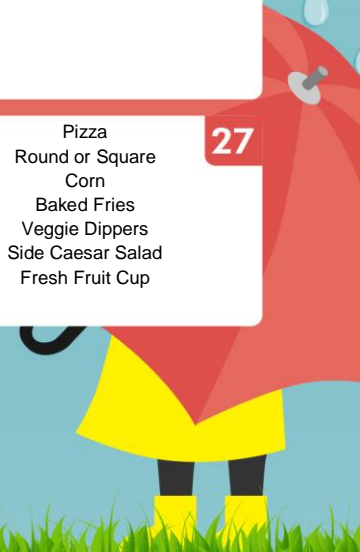 27
Pizza
Round or Square
Corn
Baked Fries
Veggie Dippers
Side Caesar Salad
Fresh Fruit Cup